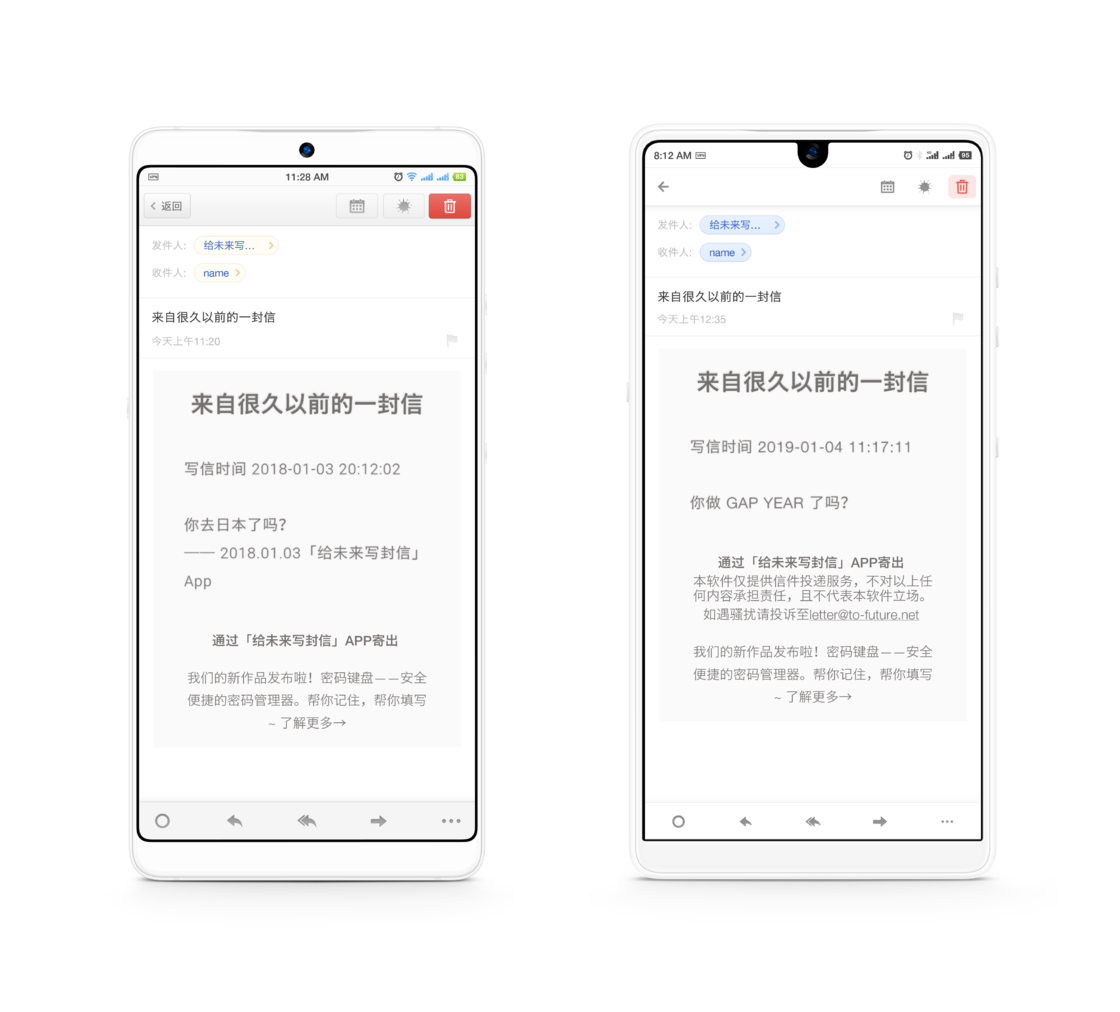 11:28 AM
83
返回
发件人: 给未来写...
收件人: name
来自很久以前的一封信
今天上午11:20
来自很久以前的一封信
写信时间 2018-01-03 20:12:02
你去日本了吗?
—— 2018.01.03「给未来写封信」
App
通过「给未来写封信」APP寄出
我们的新作品发布啦！密码键盘——安全
便捷的密码管理器。帮你记住，帮你填写
~ 了解更多→
8:12 AM
95
发件人: 给未来写...
收件人: name
来自很久以前的一封信
今天上午12:35
来自很久以前的一封信
写信时间 2019-01-04 11:17:11
你做 GAP YEAR 了吗?
通过「给未来写封信」APP寄出
本软件仅提供信件投递服务，不对以上任
何内容承担责任，且不代表本软件立场。
如遇骚扰请投诉至letter@to-future.net
我们的新作品发布啦！密码键盘——安全
便捷的密码管理器。帮你记住，帮你填写
~ 了解更多→